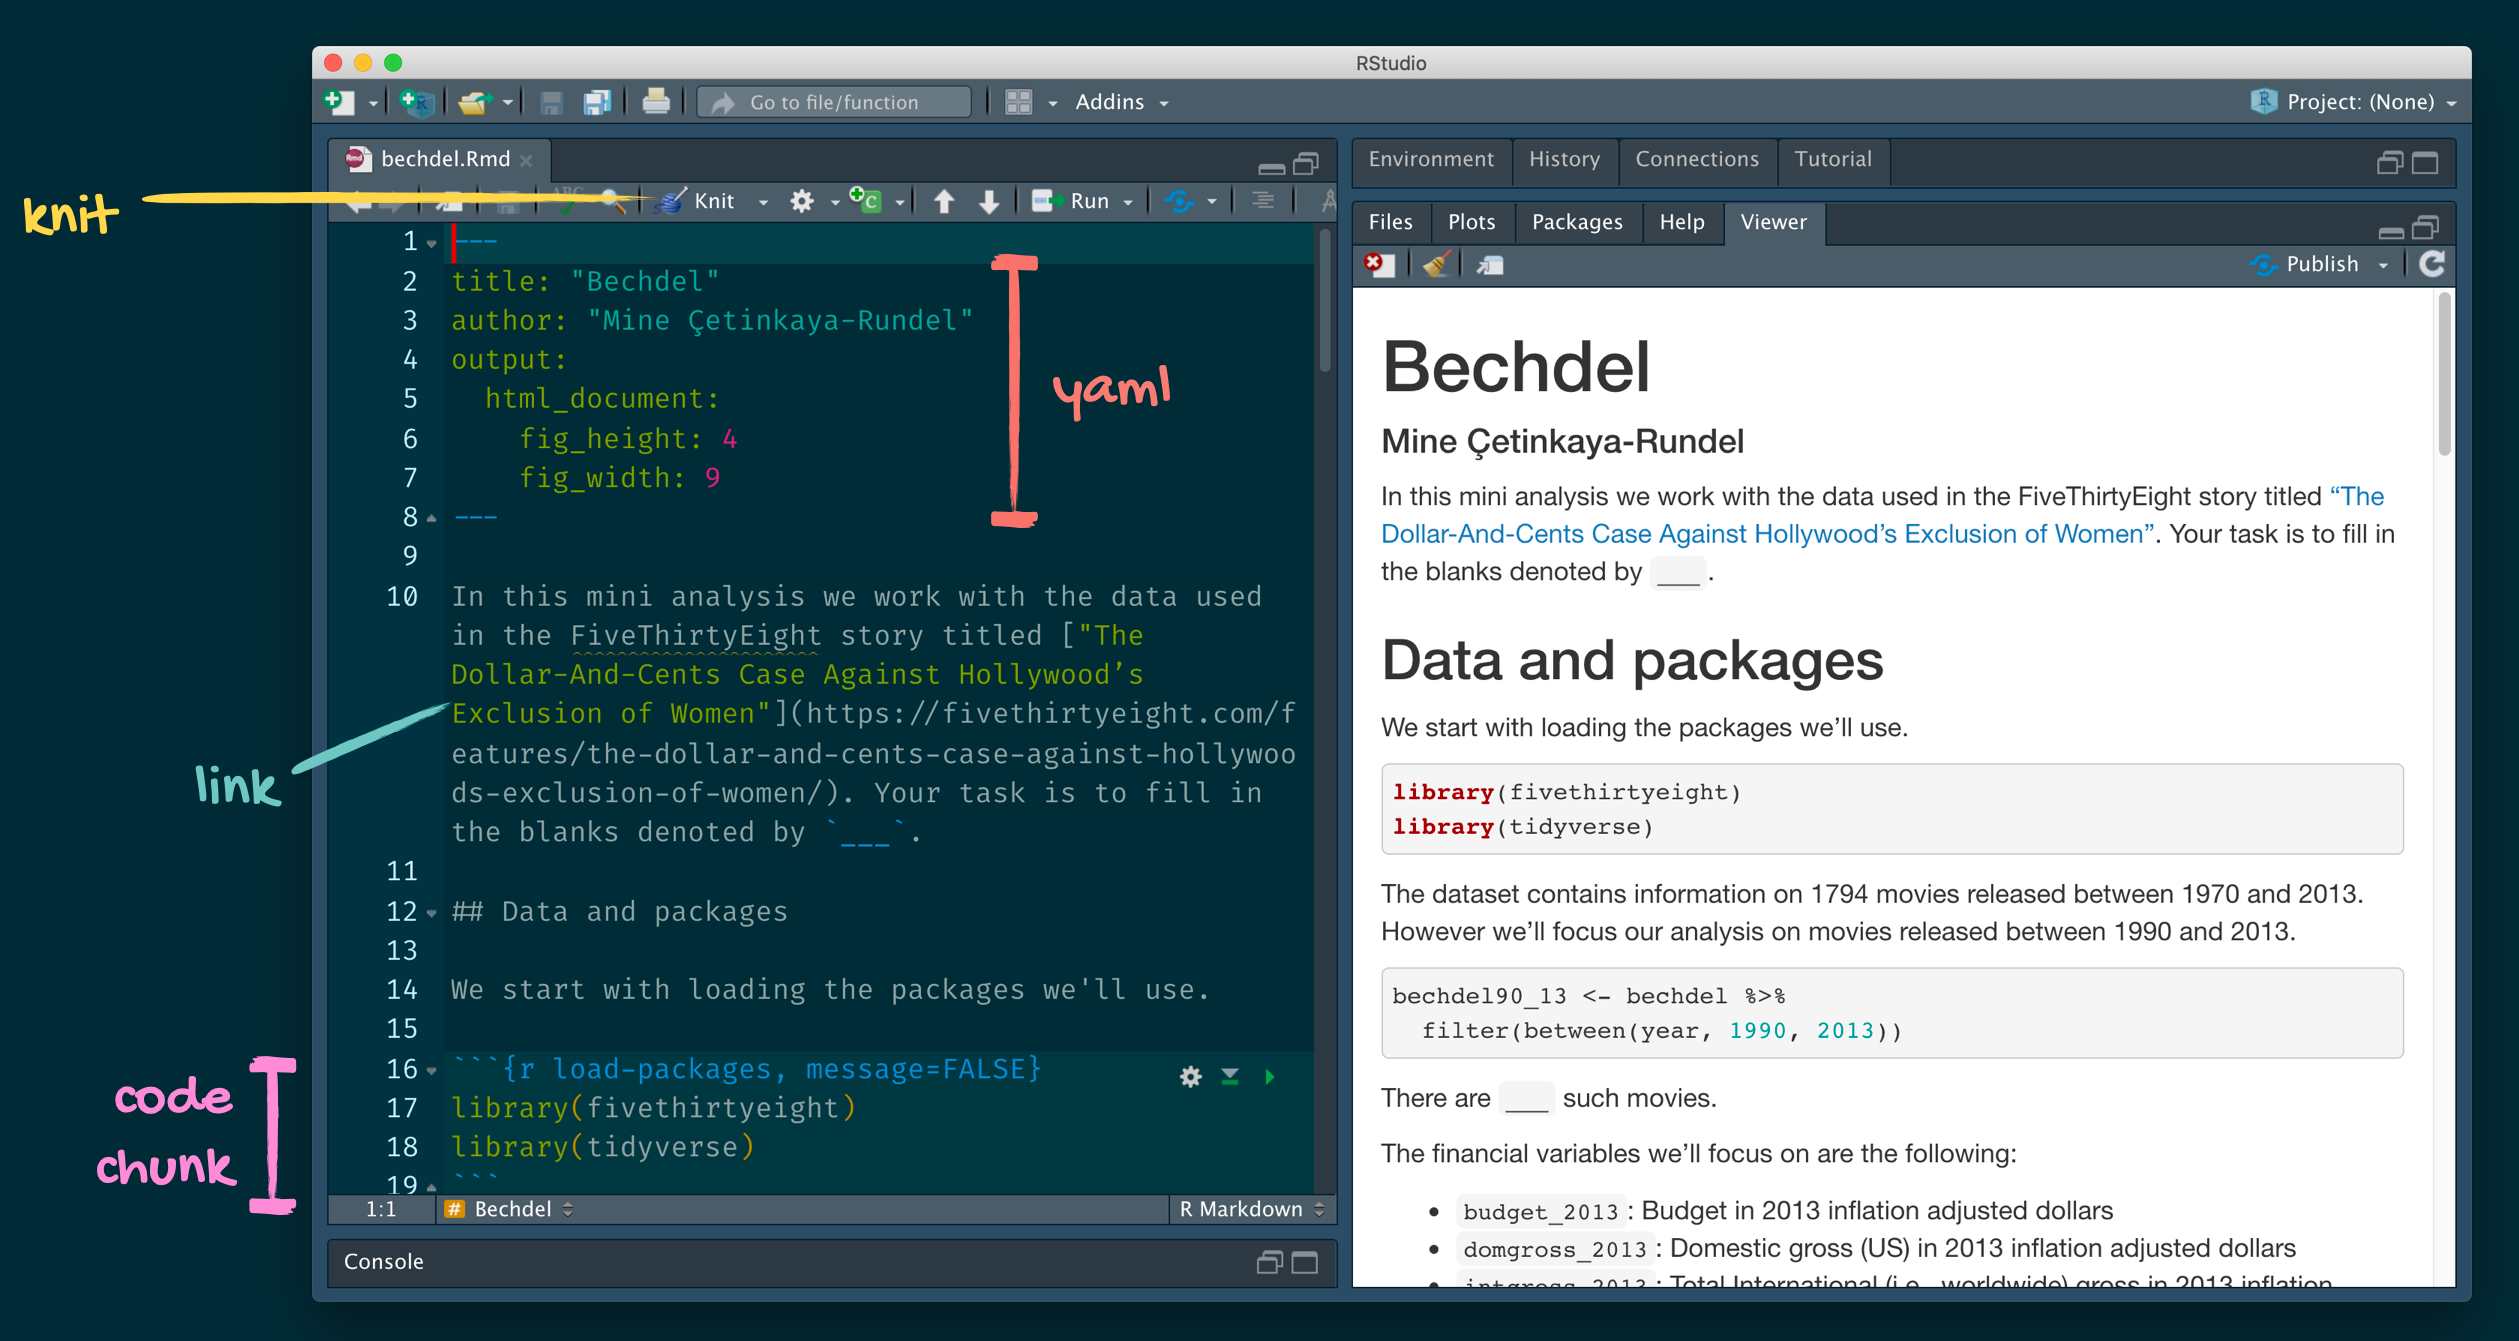 RStudio
Go to file/function
Addins
Project: (None)
bechdel.Rmd
Environment
History
Connections
Tutorial
knit
ABC
Knit
Run
Files
Plots
Packages
Help
Viewer
Publish
1 ---
2 title: "Bechdel"
3 author: "Mine Çetinkaya-Rundel"
4 output:
5 html_document:
6 fig_height: 4
7 fig_width: 9
8 ---
9
yaml
10 In this mini analysis we work with the data used
in the FiveThirtyEight story titled ["The
Dollar-And-Cents Case Against Hollywood’s
Exclusion of Women"](https://fivethirtyeight.com/f
eatures/the-dollar-and-cents-case-against-hollywoo
ds-exclusion-of-women/). Your task is to fill in
the blanks denoted by `___`.
link
11
12 ## Data and packages
13
14 We start with loading the packages we'll use.
15
16 ```{r load-packages, message=FALSE}
17 library(fivethirtyeight)
18 library(tidyverse)
19 ```
code
chunk
1:1
# Bechdel
R Markdown
Console
Bechdel
Mine Çetinkaya-Rundel
In this mini analysis we work with the data used in the FiveThirtyEight story titled “The
Dollar-And-Cents Case Against Hollywood’s Exclusion of Women”. Your task is to fill in
the blanks denoted by ___ .
Data and packages
We start with loading the packages we’ll use.
library(fivethirtyeight)
library(tidyverse)
The dataset contains information on 1794 movies released between 1970 and 2013.
However we’ll focus our analysis on movies released between 1990 and 2013.
bechdel90_13 <- bechdel %>%
filter(between(year, 1990, 2013))
There are ___ such movies.
The financial variables we’ll focus on are the following:
• budget_2013 : Budget in 2013 inflation adjusted dollars
• domgross_2013 : Domestic gross (US) in 2013 inflation adjusted dollars
• intgross_2013 : Total International (i.e., worldwide) gross in 2013 inflation